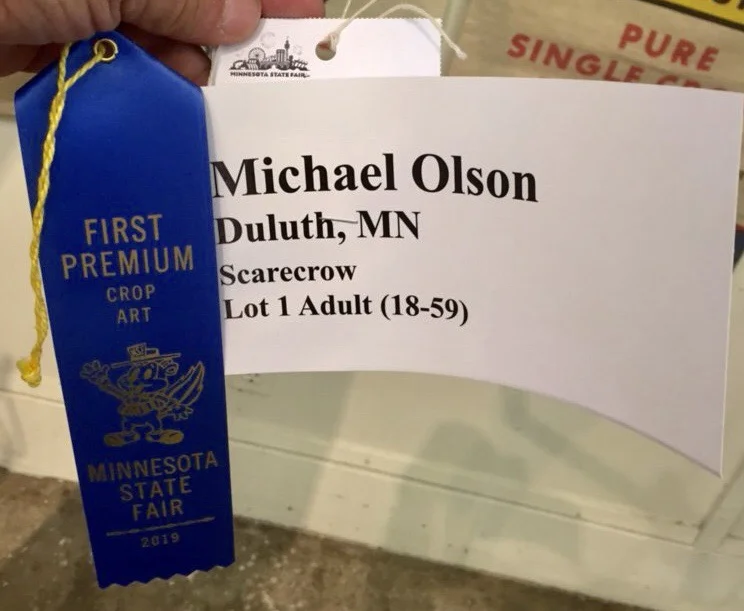 MINNESOTA STATE FAIR
PURE
SINGLE
Michael Olson
Duluth, MN
Scarecrow
Lot 1 Adult (18-59)
FIRST
PREMIUM
CROP
ART
MINNESOTA
STATE
FAIR
2019